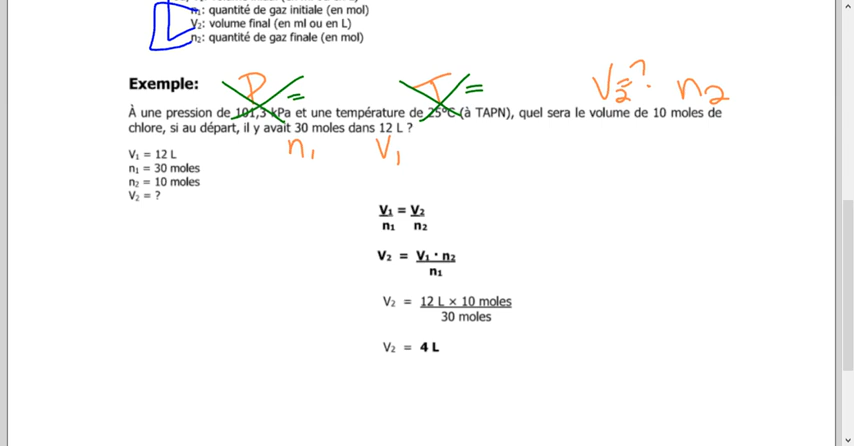 n₁: quantité de gaz initiale (en mol)
V₂: volume final (en ml ou en L)
n₂: quantité de gaz finale (en mol)
Exemple:
P = T = V₂=? n₂
À une pression de 101,3 kPa et une température de 25°C (à TAPN), quel sera le volume de 10 moles de
chlore, si au départ, il y avait 30 moles dans 12 L ?
n₁ V₁
V₁ = 12 L
n₁ = 30 moles
n₂ = 10 moles
V₂ = ?
V₁ = V₂
n₁ n₂
V₂ = V₁ · n₂
n₁
V₂ = 12 L × 10 moles
30 moles
V₂ = 4 L